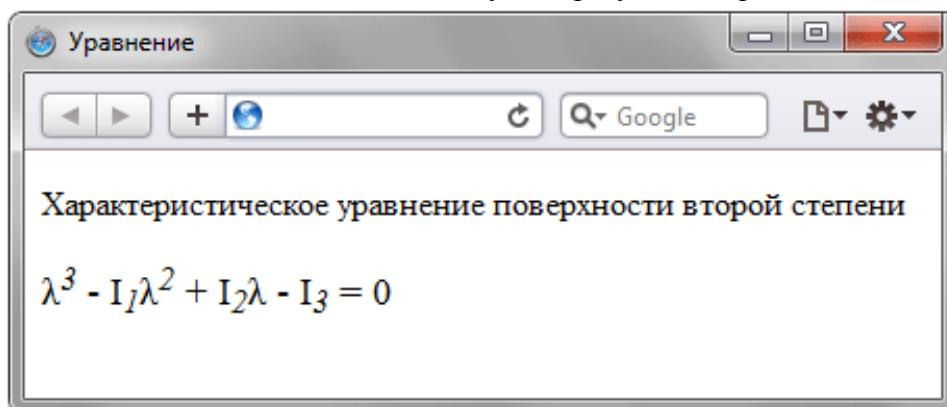 Уравнение
Google
Характеристическое уравнение поверхности второй степени
λ³ - I₁λ² + I₂λ - I₃ = 0